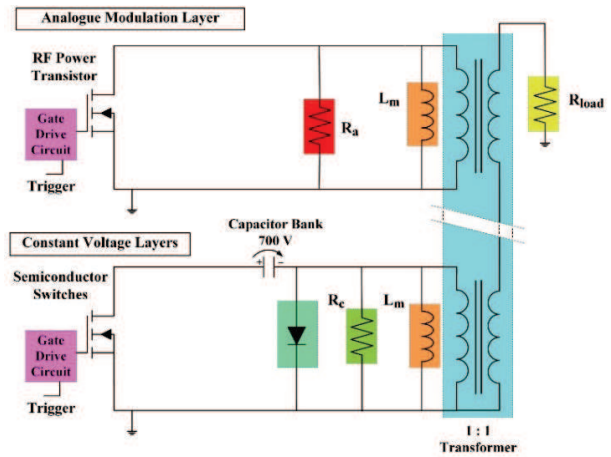 Analogue Modulation Layer
RF Power
Transistor
Gate
Drive
Circuit
Trigger
Ra
Lm
Rload
Constant Voltage Layers
Capacitor Bank
700 V
+ −
Semiconductor
Switches
Gate
Drive
Circuit
Trigger
Rc
Lm
1 : 1
Transformer